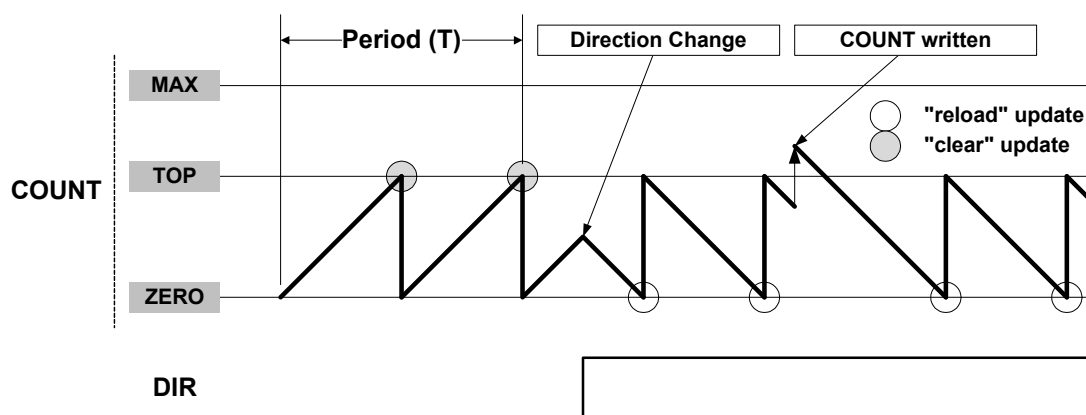 Period (T)
Direction Change
COUNT written
MAX
"reload" update
"clear" update
TOP
COUNT
ZERO
DIR